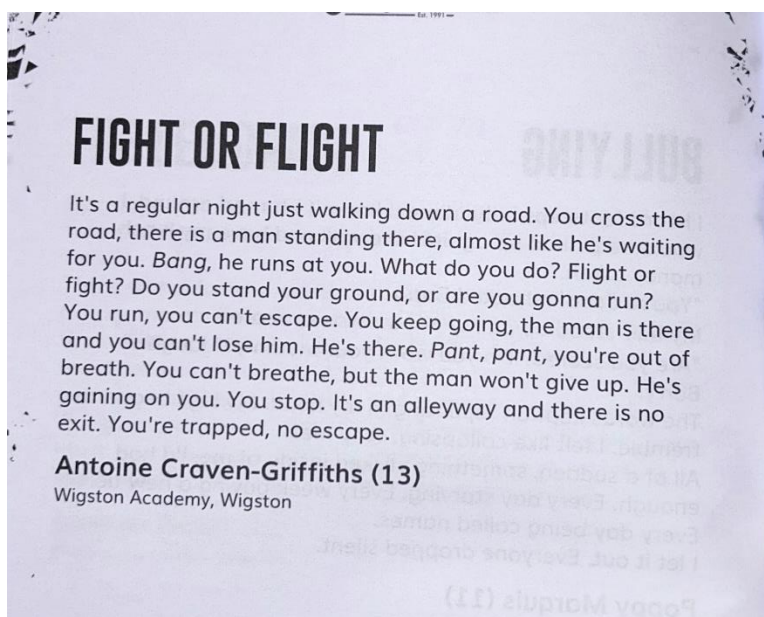 Est. 1991
FIGHT OR FLIGHT
It's a regular night just walking down a road. You cross the
road, there is a man standing there, almost like he's waiting
for you. Bang, he runs at you. What do you do? Flight or
fight? Do you stand your ground, or are you gonna run?
You run, you can't escape. You keep going, the man is there
and you can't lose him. He's there. Pant, pant, you're out of
breath. You can't breathe, but the man won't give up. He's
gaining on you. You stop. It's an alleyway and there is no
exit. You're trapped, no escape.
Antoine Craven-Griffiths (13)
Wigston Academy, Wigston